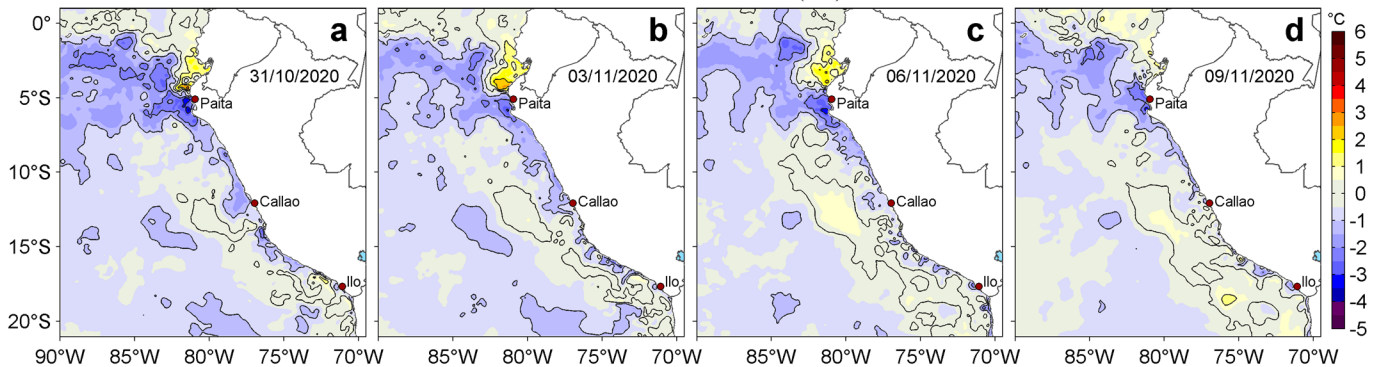 a
b
c
d
°C
31/10/2020
03/11/2020
06/11/2020
09/11/2020
0°
5°S
10°S
15°S
20°S
Paita
Callao
Ilo
Paita
Callao
Ilo
Paita
Callao
Ilo
Paita
Callao
Ilo
6
5
4
3
2
1
0
-1
-2
-3
-4
-5
90°W 85°W 80°W 75°W 70°W
85°W 80°W 75°W 70°W
85°W 80°W 75°W 70°W
85°W 80°W 75°W 70°W